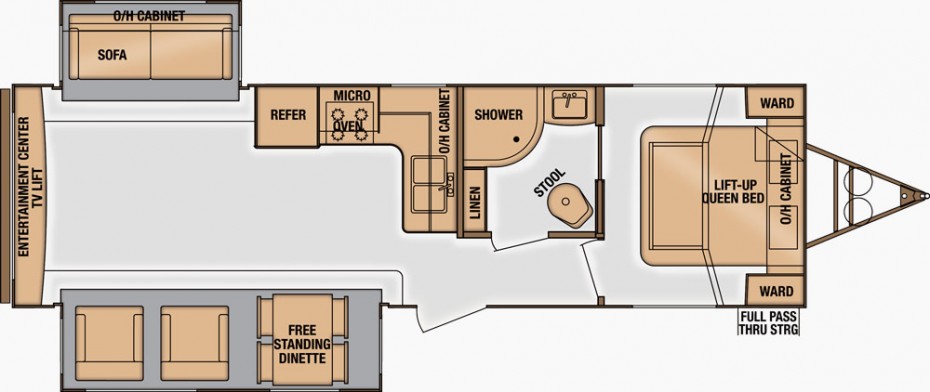 O/H CABINET
SOFA
ENTERTAINMENT CENTER
TV LIFT
REFER
MICRO
OVEN
O/H CABINET
SHOWER
LINEN
STOOL
WARD
LIFT-UP
QUEEN BED
O/H CABINET
WARD
FULL PASS
THRU STRG
FREE
STANDING
DINETTE